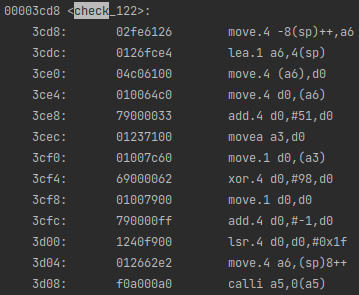 00003cd8 <check_122>:
3cd8: 02fe6126 move.4 -8(sp)++,a6
3cdc: 0126fce4 lea.1 a6,4(sp)
3ce0: 04c06100 move.4 (a6),d0
3ce4: 010064c0 move.4 d0,(a6)
3ce8: 79000033 add.4 d0,#51,d0
3cec: 01237100 movea a3,d0
3cf0: 01007c60 move.1 d0,(a3)
3cf4: 69000062 xor.4 d0,#98,d0
3cf8: 01007900 move.1 d0,d0
3cfc: 790000ff add.4 d0,#-1,d0
3d00: 1240f900 lsr.4 d0,d0,#0x1f
3d04: 012662e2 move.4 a6,(sp)8++
3d08: f0a000a0 calli a5,0(a5)